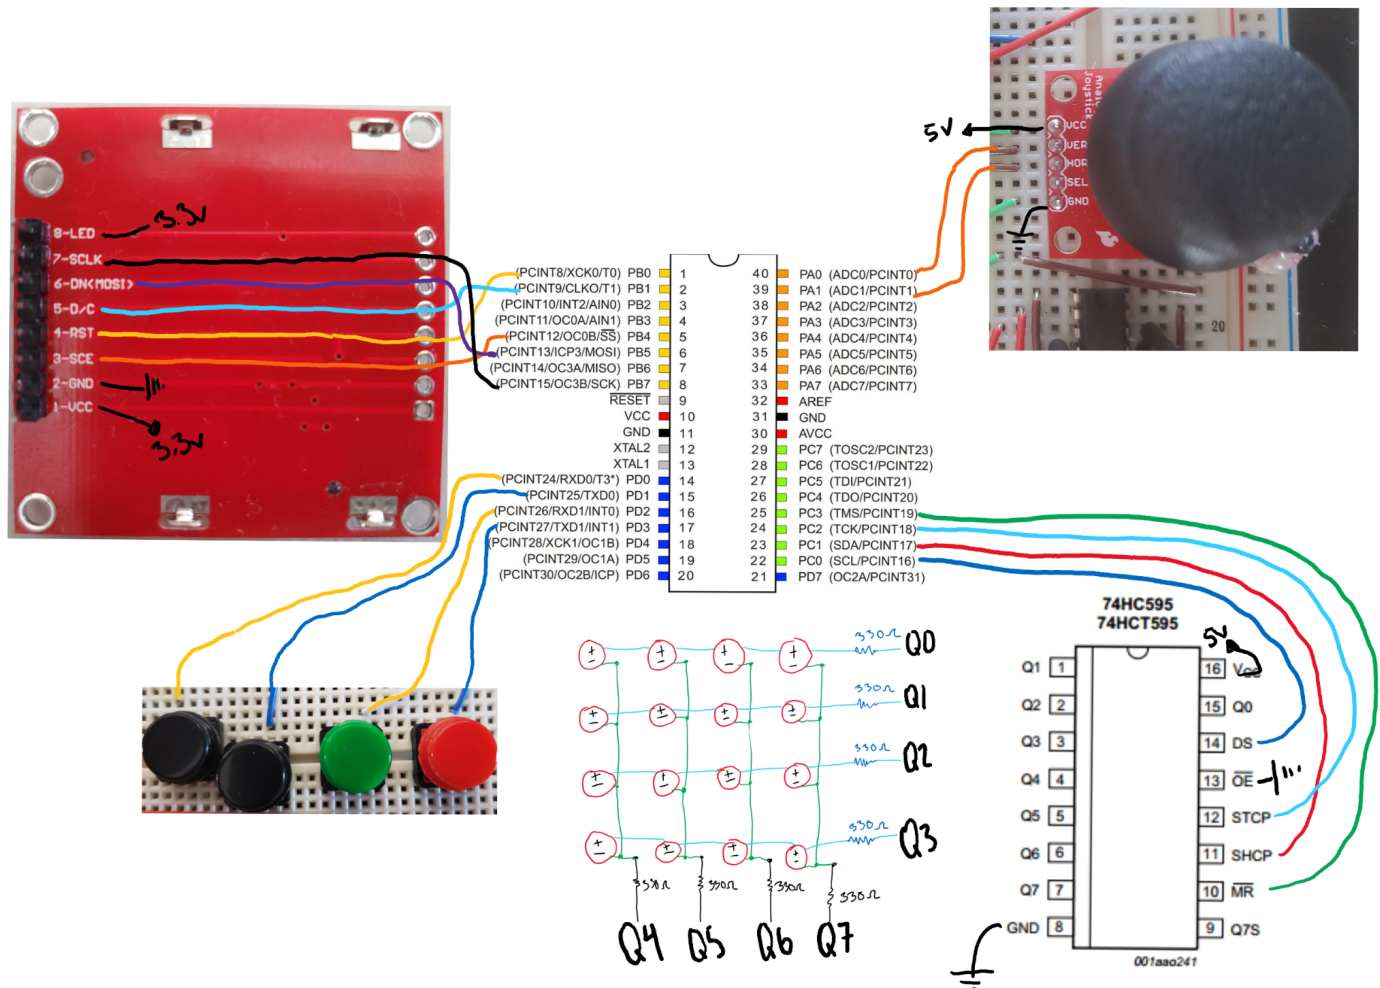 8-LED 3.3V
7-SCLK
6-DN<MOSI>
5-D/C
4-RST
3-SCE
2-GND
1-VCC
3.3V
5V
Analog
Joystick
VCC
VER
HOR
SEL
GND
20
(PCINT8/XCK0/T0) PB0 1 40 PA0 (ADC0/PCINT0)
(PCINT9/CLKO/T1) PB1 2 39 PA1 (ADC1/PCINT1)
(PCINT10/INT2/AIN0) PB2 3 38 PA2 (ADC2/PCINT2)
(PCINT11/OC0A/AIN1) PB3 4 37 PA3 (ADC3/PCINT3)
(PCINT12/OC0B/SS) PB4 5 36 PA4 (ADC4/PCINT4)
(PCINT13/ICP3/MOSI) PB5 6 35 PA5 (ADC5/PCINT5)
(PCINT14/OC3A/MISO) PB6 7 34 PA6 (ADC6/PCINT6)
(PCINT15/OC3B/SCK) PB7 8 33 PA7 (ADC7/PCINT7)
RESET 9 32 AREF
VCC 10 31 GND
GND 11 30 AVCC
XTAL2 12 29 PC7 (TOSC2/PCINT23)
XTAL1 13 28 PC6 (TOSC1/PCINT22)
(PCINT24/RXD0/T3*) PD0 14 27 PC5 (TDI/PCINT21)
(PCINT25/TXD0) PD1 15 26 PC4 (TDO/PCINT20)
(PCINT26/RXD1/INT0) PD2 16 25 PC3 (TMS/PCINT19)
(PCINT27/TXD1/INT1) PD3 17 24 PC2 (TCK/PCINT18)
(PCINT28/XCK1/OC1B) PD4 18 23 PC1 (SDA/PCINT17)
(PCINT29/OC1A) PD5 19 22 PC0 (SCL/PCINT16)
(PCINT30/OC2B/ICP) PD6 20 21 PD7 (OC2A/PCINT31)
330Ω Q0
330Ω Q1
330Ω Q2
330Ω Q3
330Ω 330Ω 330Ω 330Ω
Q4 Q5 Q6 Q7
74HC595
74HCT595
5V
Q1 1 16 VCC
Q2 2 15 Q0
Q3 3 14 DS
Q4 4 13 OE
Q5 5 12 STCP
Q6 6 11 SHCP
Q7 7 10 MR
GND 8 9 Q7S
001aao241